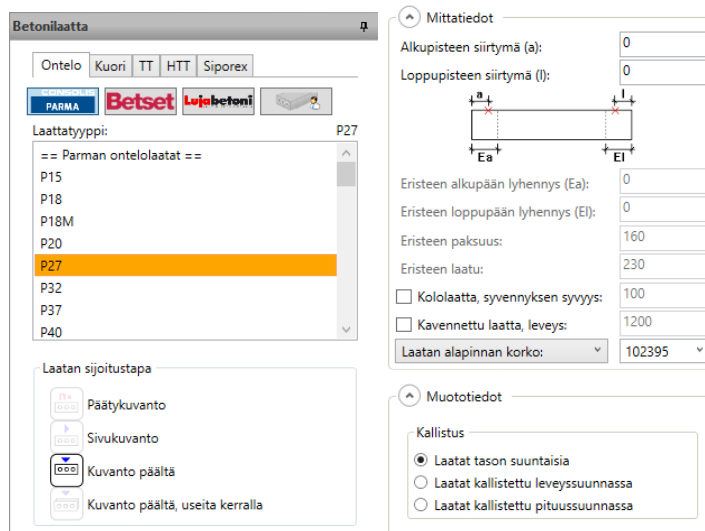 Betonilaatta
Ontelo Kuori TT HTT Siporex
CONSOLIS
PARMA Betset Lujabetoni
Laattatyyppi: P27
== Parman ontelolaatat ==
P15
P18
P18M
P20
P27
P32
P37
P40
Laatan sijoitustapa
Päätykuvanto
Sivukuvanto
Kuvanto päältä
Kuvanto päältä, useita kerralla
Mittatiedot
Alkupisteen siirtymä (a): 0
Loppupisteen siirtymä (l): 0
a l
Ea El
Eristeen alkupään lyhennys (Ea): 0
Eristeen loppupään lyhennys (El): 0
Eristeen paksuus: 160
Eristeen laatu: 230
Kololaatta, syvennyksen syvyys: 100
Kavennettu laatta, leveys: 1200
Laatan alapinnan korko: 102395
Muototiedot
Kallistus
Laatat tason suuntaisia
Laatat kallistettu leveyssuunnassa
Laatat kallistettu pituussuunnassa